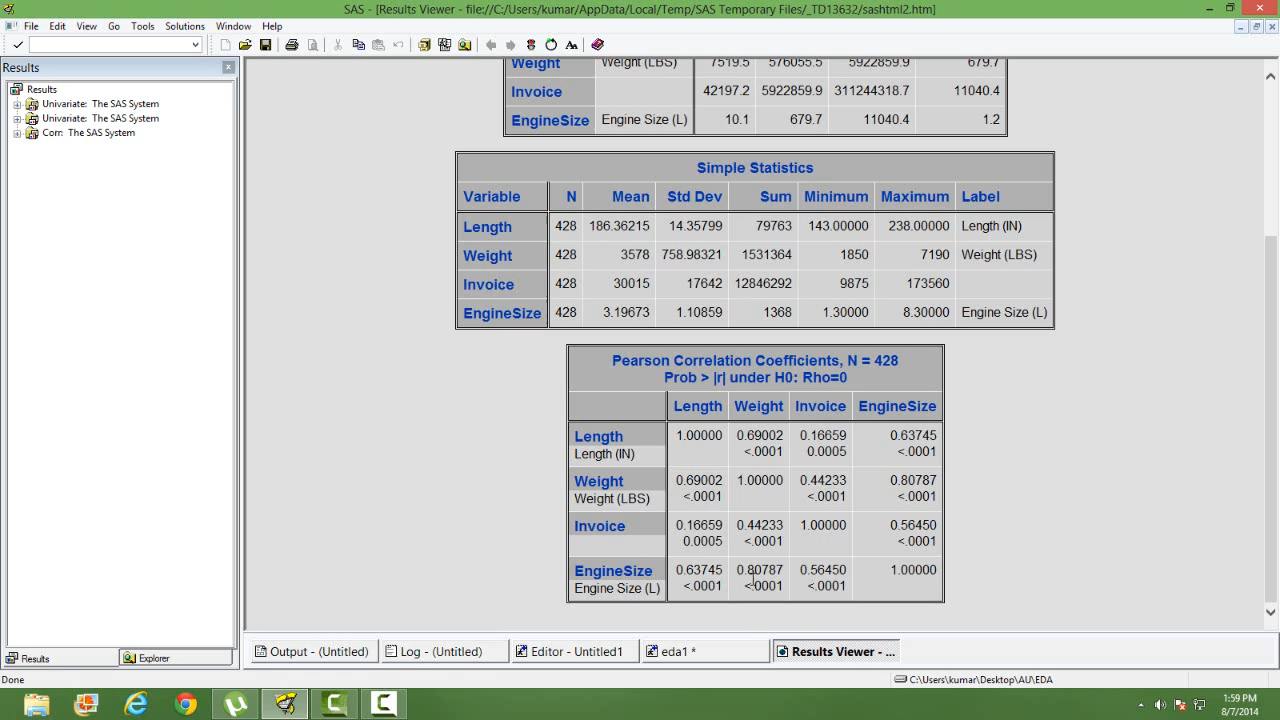 SAS - [Results Viewer - file://C:/Users/kumar/AppData/Local/Temp/SAS Temporary Files/_TD13632/sashtml2.htm]
File Edit View Go Tools Solutions Window Help
Results
Results
Univariate: The SAS System
Univariate: The SAS System
Corr: The SAS System
Weight Weight (LBS) 7519.5 576055.5 5922859.9 679.7
Invoice 42197.2 5922859.9 311244318.7 11040.4
EngineSize Engine Size (L) 10.1 679.7 11040.4 1.2
Simple Statistics
Variable N Mean Std Dev Sum Minimum Maximum Label
Length 428 186.36215 14.35799 79763 143.00000 238.00000 Length (IN)
Weight 428 3578 758.98321 1531364 1850 7190 Weight (LBS)
Invoice 428 30015 17642 12846292 9875 173560
EngineSize 428 3.19673 1.10859 1368 1.30000 8.30000 Engine Size (L)
Pearson Correlation Coefficients, N = 428
Prob > |r| under H0: Rho=0
Length Weight Invoice EngineSize
Length 1.00000 0.69002 0.16659 0.63745
Length (IN) <.0001 0.0005 <.0001
Weight 0.69002 1.00000 0.44233 0.80787
Weight (LBS) <.0001 <.0001 <.0001
Invoice 0.16659 0.44233 1.00000 0.56450
0.0005 <.0001 <.0001
EngineSize 0.63745 0.80787 0.56450 1.00000
Engine Size (L) <.0001 <.0001 <.0001
Results Explorer
Output - (Untitled) Log - (Untitled) Editor - Untitled1 eda1 * Results Viewer - ...
Done
C:\Users\kumar\Desktop\AU\EDA
1:59 PM
8/7/2014